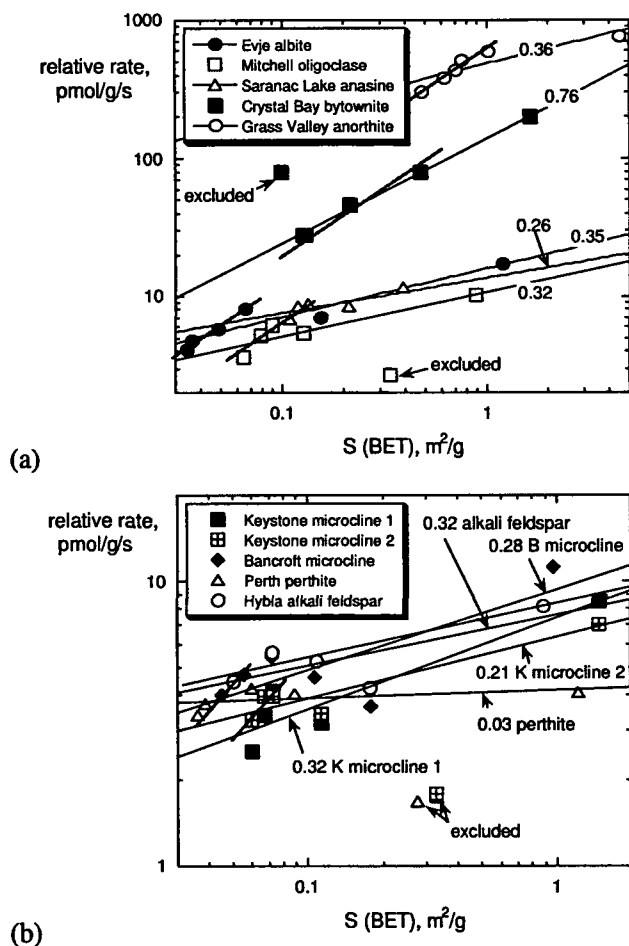 1000
relative rate,
pmol/g/s
Evje albite
Mitchell oligoclase
Saranac Lake anasine
Crystal Bay bytownite
Grass Valley anorthite
0.36
0.76
100
excluded
0.26
0.35
10
0.32
excluded
0.1
1
S (BET), m²/g
(a)
relative rate,
pmol/g/s
Keystone microcline 1
Keystone microcline 2
Bancroft microcline
Perth perthite
Hybla alkali feldspar
0.32 alkali feldspar
0.28 B microcline
10
0.21 K microcline 2
0.03 perthite
0.32 K microcline 1
excluded
1
0.1
1
S (BET), m²/g
(b)